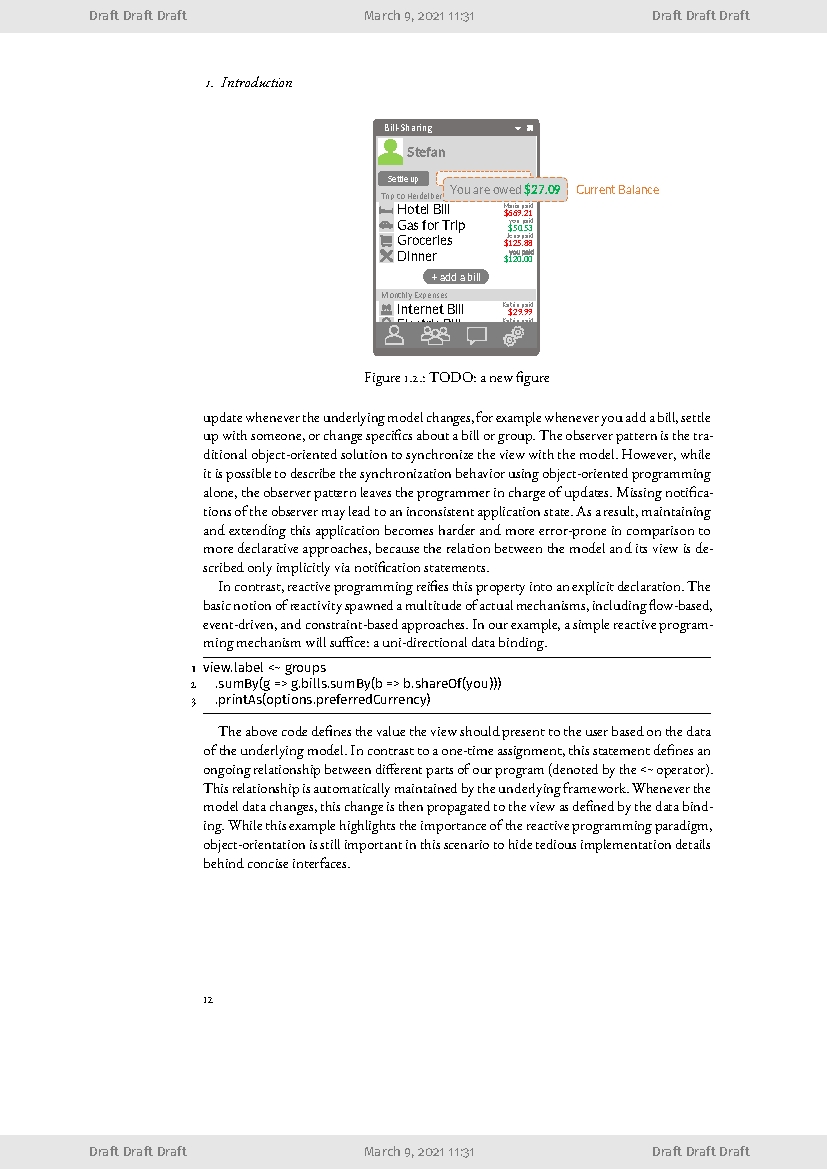 Draft Draft Draft March 9, 2021 11:31 Draft Draft Draft
1. Introduction
Bill-Sharing
Stefan
Settle up
You are owed $27.09 Current Balance
Trip to Heidelber
Maria paid
Hotel Bill $669.21
you paid
Gas for Trip $50.53
Jens paid
Groceries $125.88
you paid
Dinner $120.00
+ add a bill
Monthly Expenses
Internet Bill $29.99
Figure 1.2.: TODO: a new figure
update whenever the underlying model changes, for example whenever you add a bill, settle
up with someone, or change specifics about a bill or group. The observer pattern is the tra-
ditional object-oriented solution to synchronize the view with the model. However, while
it is possible to describe the synchronization behavior using object-oriented programming
alone, the observer pattern leaves the programmer in charge of updates. Missing notifica-
tions of the observer may lead to an inconsistent application state. As a result, maintaining
and extending this application becomes harder and more error-prone in comparison to
more declarative approaches, because the relation between the model and its view is de-
scribed only implicitly via notification statements.
In contrast, reactive programming reifies this property into an explicit declaration. The
basic notion of reactivity spawned a multitude of actual mechanisms, including flow-based,
event-driven, and constraint-based approaches. In our example, a simple reactive program-
ming mechanism will suffice: a uni-directional data binding.
1 view.label <~ groups
2 .sumBy(g => g.bills.sumBy(b => b.shareOf(you)))
3 .printAs(options.preferredCurrency)
The above code defines the value the view should present to the user based on the data
of the underlying model. In contrast to a one-time assignment, this statement defines an
ongoing relationship between different parts of our program (denoted by the <~ operator).
This relationship is automatically maintained by the underlying framework. Whenever the
model data changes, this change is then propagated to the view as defined by the data bind-
ing. While this example highlights the importance of the reactive programming paradigm,
object-orientation is still important in this scenario to hide tedious implementation details
behind concise interfaces.
12
Draft Draft Draft March 9, 2021 11:31 Draft Draft Draft